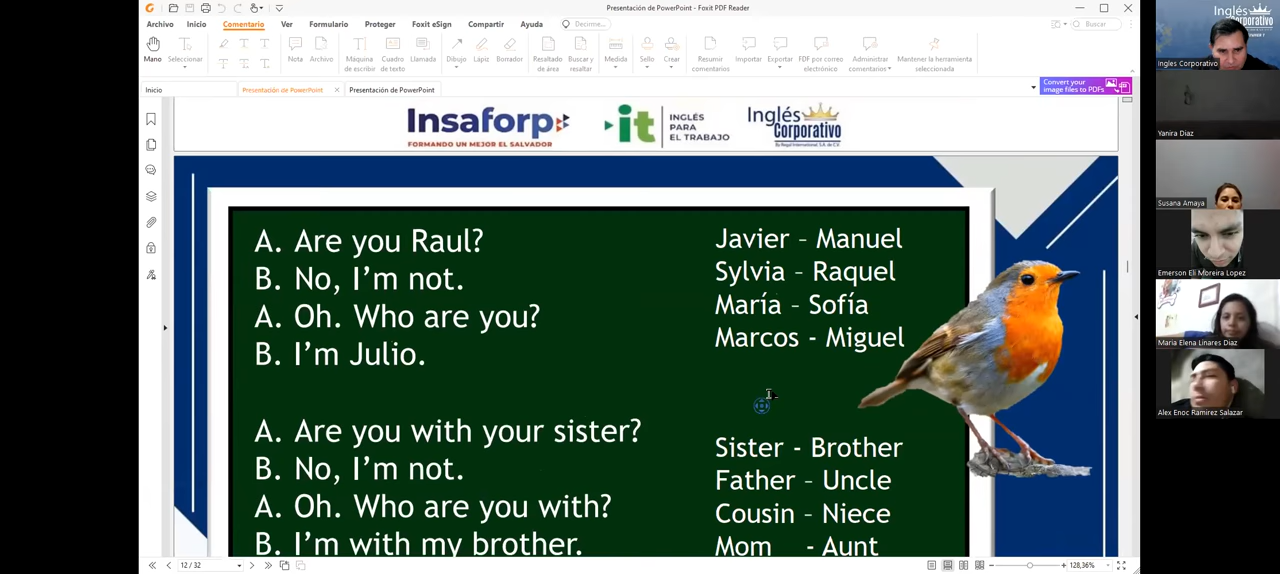 Presentación de PowerPoint - Foxit PDF Reader
Archivo Inicio Comentario Ver Formulario Proteger Foxit eSign Compartir Ayuda Decirme... Buscar
Mano Seleccionar Nota Archivo Máquina de escribir Cuadro de texto Llamada Dibujo Lápiz Borrador Resaltado de área Buscar y resaltar Medida Sello Crear Resumir comentarios Importar Exportar PDF por correo electrónico Administrar comentarios Mantener la herramienta seleccionada
Inicio Presentación de PowerPoint Presentación de PowerPoint
Convert your
image files to PDFs
Insaforp
FORMANDO UN MEJOR EL SALVADOR
it INGLÉS PARA EL TRABAJO
Inglés
Corporativo
A. Are you Raul?
B. No, I'm not.
A. Oh. Who are you?
B. I'm Julio.
A. Are you with your sister?
B. No, I'm not.
A. Oh. Who are you with?
B. I'm with my brother.
Javier – Manuel
Sylvia – Raquel
María – Sofía
Marcos - Miguel
Sister - Brother
Father – Uncle
Cousin – Niece
Mom - Aunt
12 / 32
128,36%
Inglés
Corporativo
Ingles Corporativo
Yanira Diaz
Susana Amaya
Emerson Eli Moreira Lopez
Maria Elena Linares Diaz
Alex Enoc Ramirez Salazar